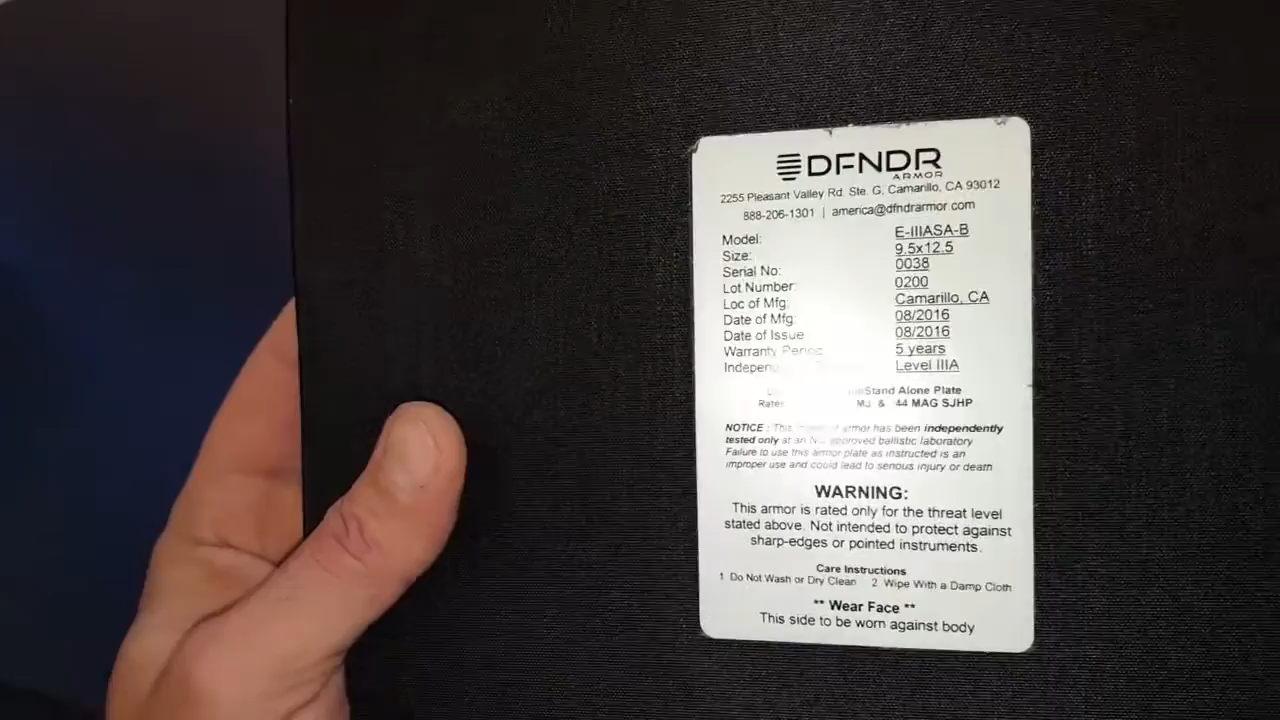 DFNDR
ARMOR
2255 Pleasant Valley Rd. Ste. G, Camarillo, CA 93012
888-206-1301 | america@dfndrarmor.com
Model: E-IIIASA-B
Size: 9.5x12.5
Serial No: 0038
Lot Number: 0200
Loc of Mfg: Camarillo, CA
Date of Mfg: 08/2016
Date of Issue 08/2016
Warranty Period 5 years
Level IIIA
Stand Alone Plate
& 44 MAG SJHP
NOTICE: This armor has been independently
tested only at an approved ballistic laboratory
Failure to use this armor plate as instructed is an
improper use and could lead to serious injury or death
WARNING:
This armor is rated only for the threat level
stated above. Not intended to protect against
sharp-edges or pointed instruments.
Care Instructions
1 Do Not Wash or Dry Clean 2 Wipe With a Damp Cloth
** Wear Face **
This side to be worn against body